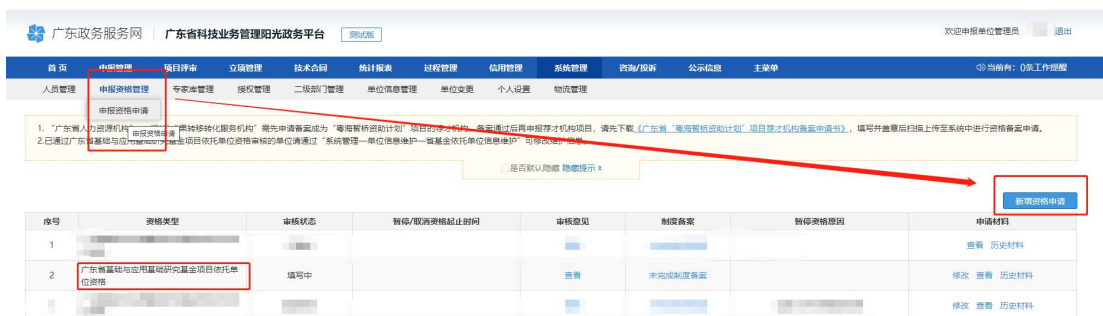 广东政务服务网 广东省科技业务管理阳光政务平台 测试版 欢迎申报单位管理员 退出
首页 申报管理 项目评审 立项管理 技术合同 统计报表 过程管理 信用管理 系统管理 咨询/投诉 公示信息 主菜单 当前有：0条工作提醒
人员管理 申报资格管理 专家库管理 授权管理 二级部门管理 单位信息管理 单位变更 个人设置 物流管理
申报资格申请
1. “广东省人力资源机构” 果转移转化服务机构”需先申请备案成为“粤海智桥资助计划”项目的荐才机构，备案通过后再申报荐才机构项目，请先下载《广东省“粤海智桥资助计划”项目荐才机构备案申请书》，填写并盖章后扫描上传至系统中进行资格备案申请。
申报资格申请
2.已通过广东省基础与应用基础研究基金项目依托单位资格审核的单位请通过“系统管理—单位信息维护—首基金依托单位信息维护”可修改维护信息。
是否默认隐藏 隐藏提示
新增资格申请
序号 资格类型 审核状态 暂停/取消资格起止时间 审核意见 制度备案 暂停资格原因 申请材料
1 查看 历史材料
2 广东省基础与应用基础研究基金项目依托单 填写中 查看 未完成制度备案 修改 查看 历史材料
位资格
修改 查看 历史材料